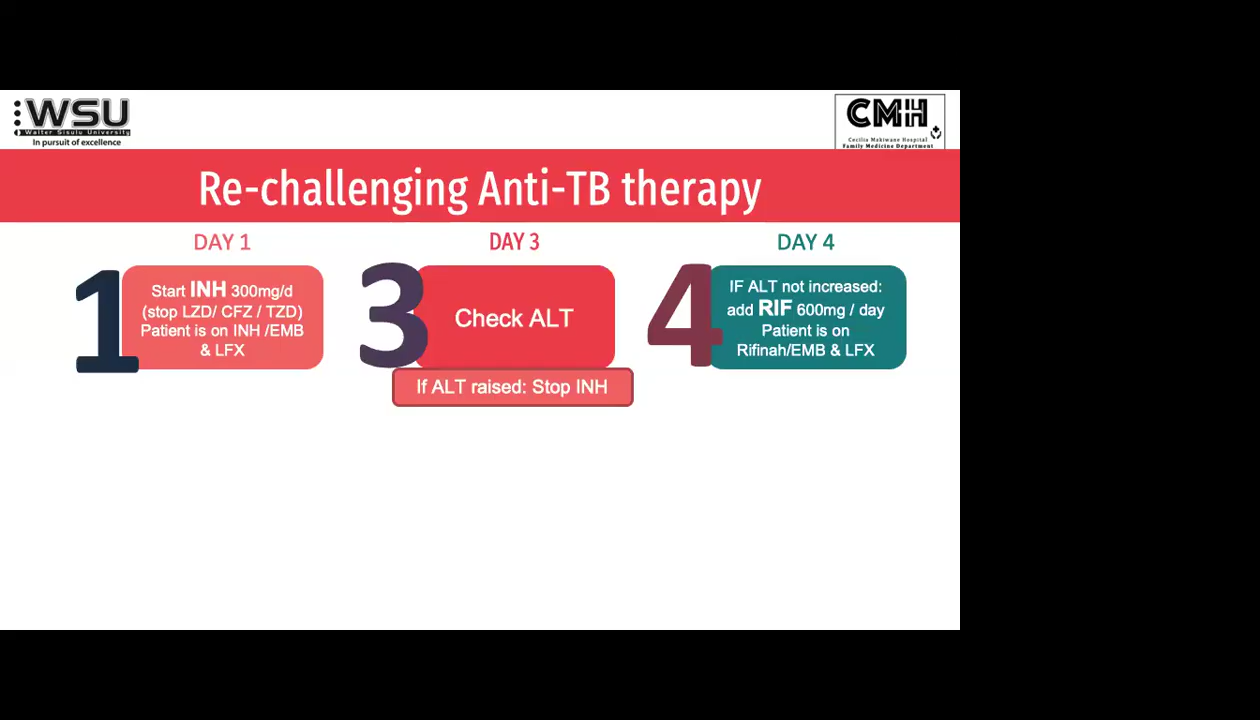 WSU
Walter Sisulu University
In pursuit of excellence
CMH
Cecilia Makiwane Hospital
Family Medicine Department
Re-challenging Anti-TB therapy
DAY 1
1
Start INH 300mg/d
(stop LZD/ CFZ / TZD)
Patient is on INH /EMB
& LFX
DAY 3
3
Check ALT
If ALT raised: Stop INH
DAY 4
4
IF ALT not increased:
add RIF 600mg / day
Patient is on
Rifinah/EMB & LFX